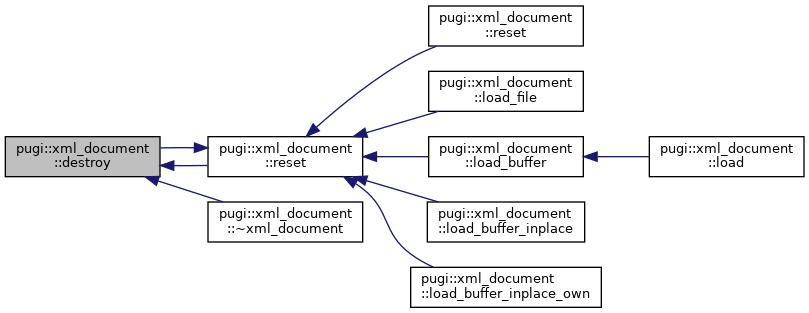 pugi::xml_document
::destroy
pugi::xml_document
::reset
pugi::xml_document
::~xml_document
pugi::xml_document
::reset
pugi::xml_document
::load_file
pugi::xml_document
::load_buffer
pugi::xml_document
::load_buffer_inplace
pugi::xml_document
::load_buffer_inplace_own
pugi::xml_document
::load